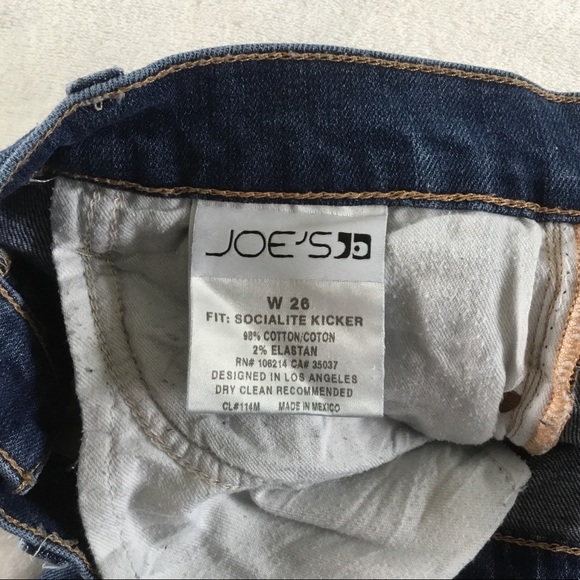 JOE'S
W 26
FIT: SOCIALITE KICKER
98% COTTON/COTON
2% ELASTAN
RN# 106214 CA# 35037
DESIGNED IN LOS ANGELES
DRY CLEAN RECOMMENDED
CL#114M MADE IN MEXICO